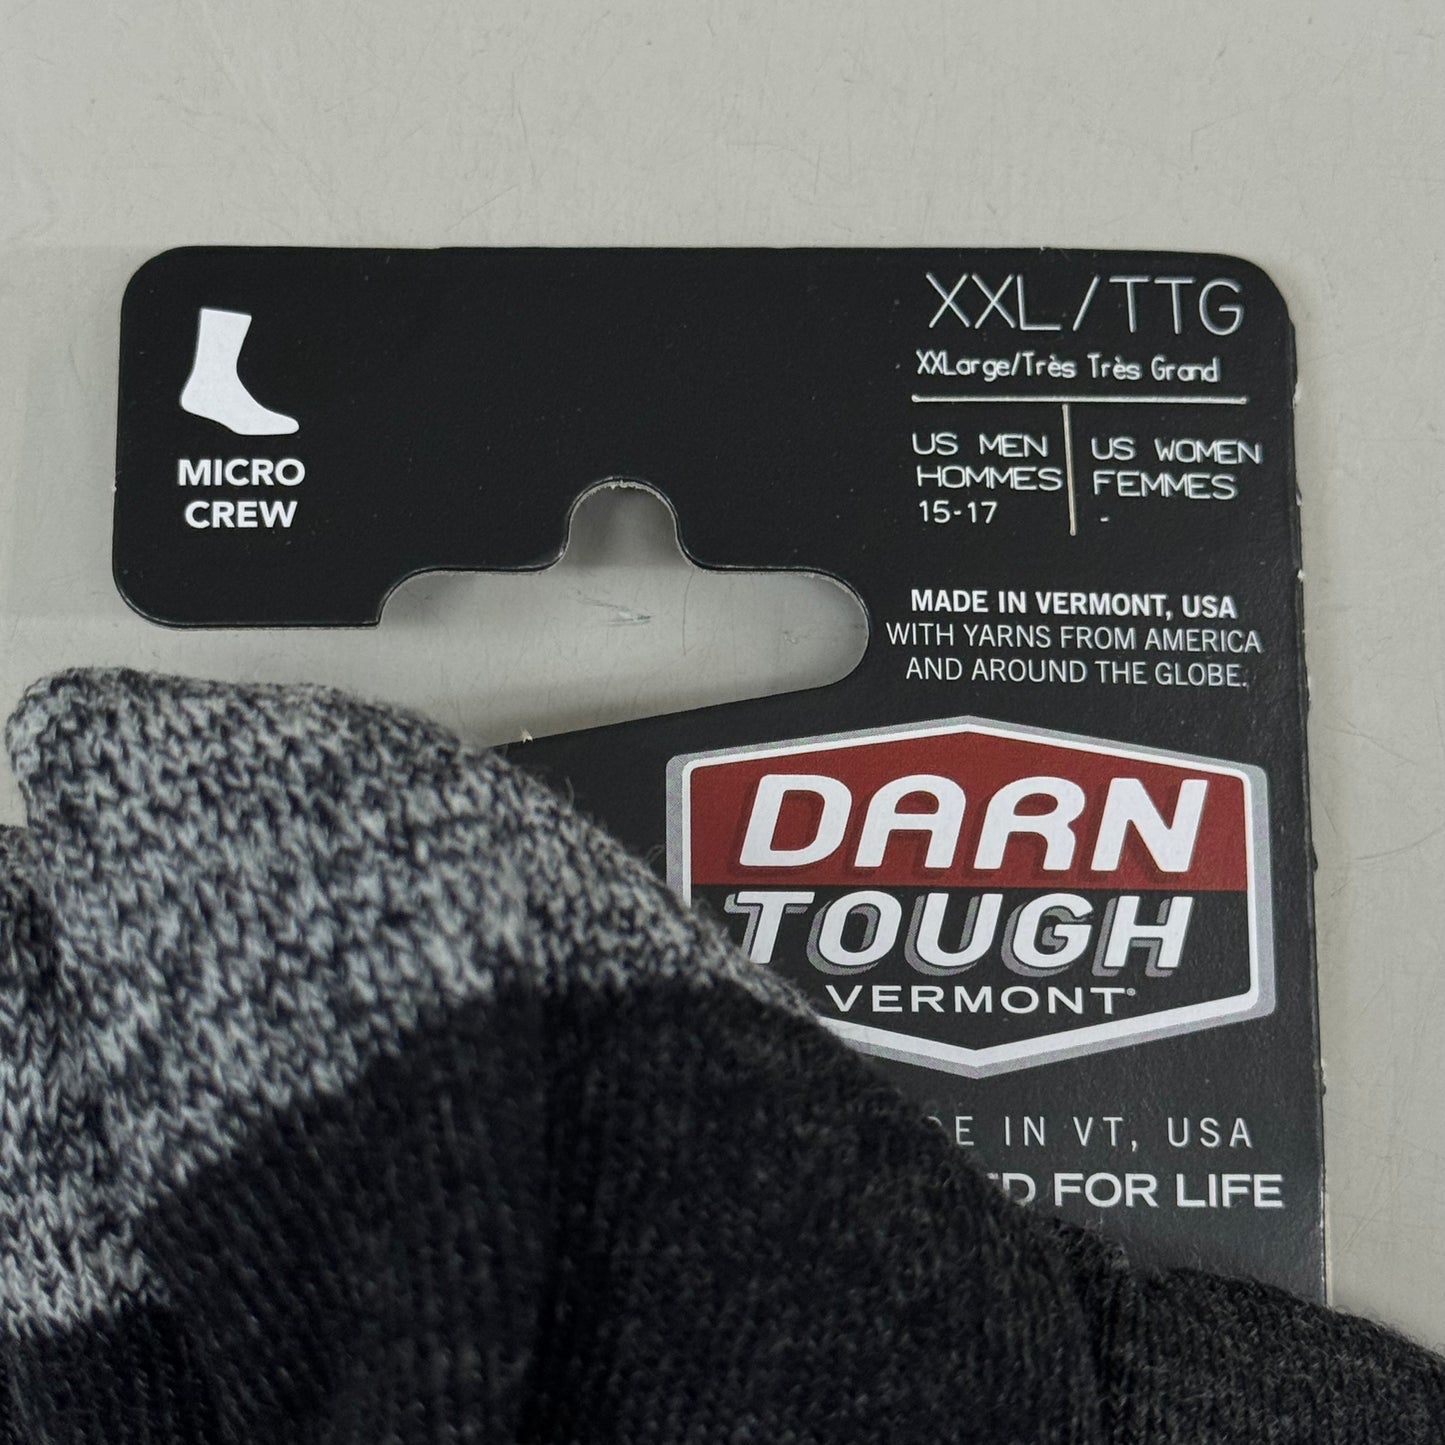 MICRO
CREW
XXL/TTG
XXLarge/Très Très Grand
US MEN
HOMMES
15-17
US WOMEN
FEMMES
-
MADE IN VERMONT, USA
WITH YARNS FROM AMERICA
AND AROUND THE GLOBE.
DARN
TOUGH
VERMONT®
IN VT, USA
FOR LIFE